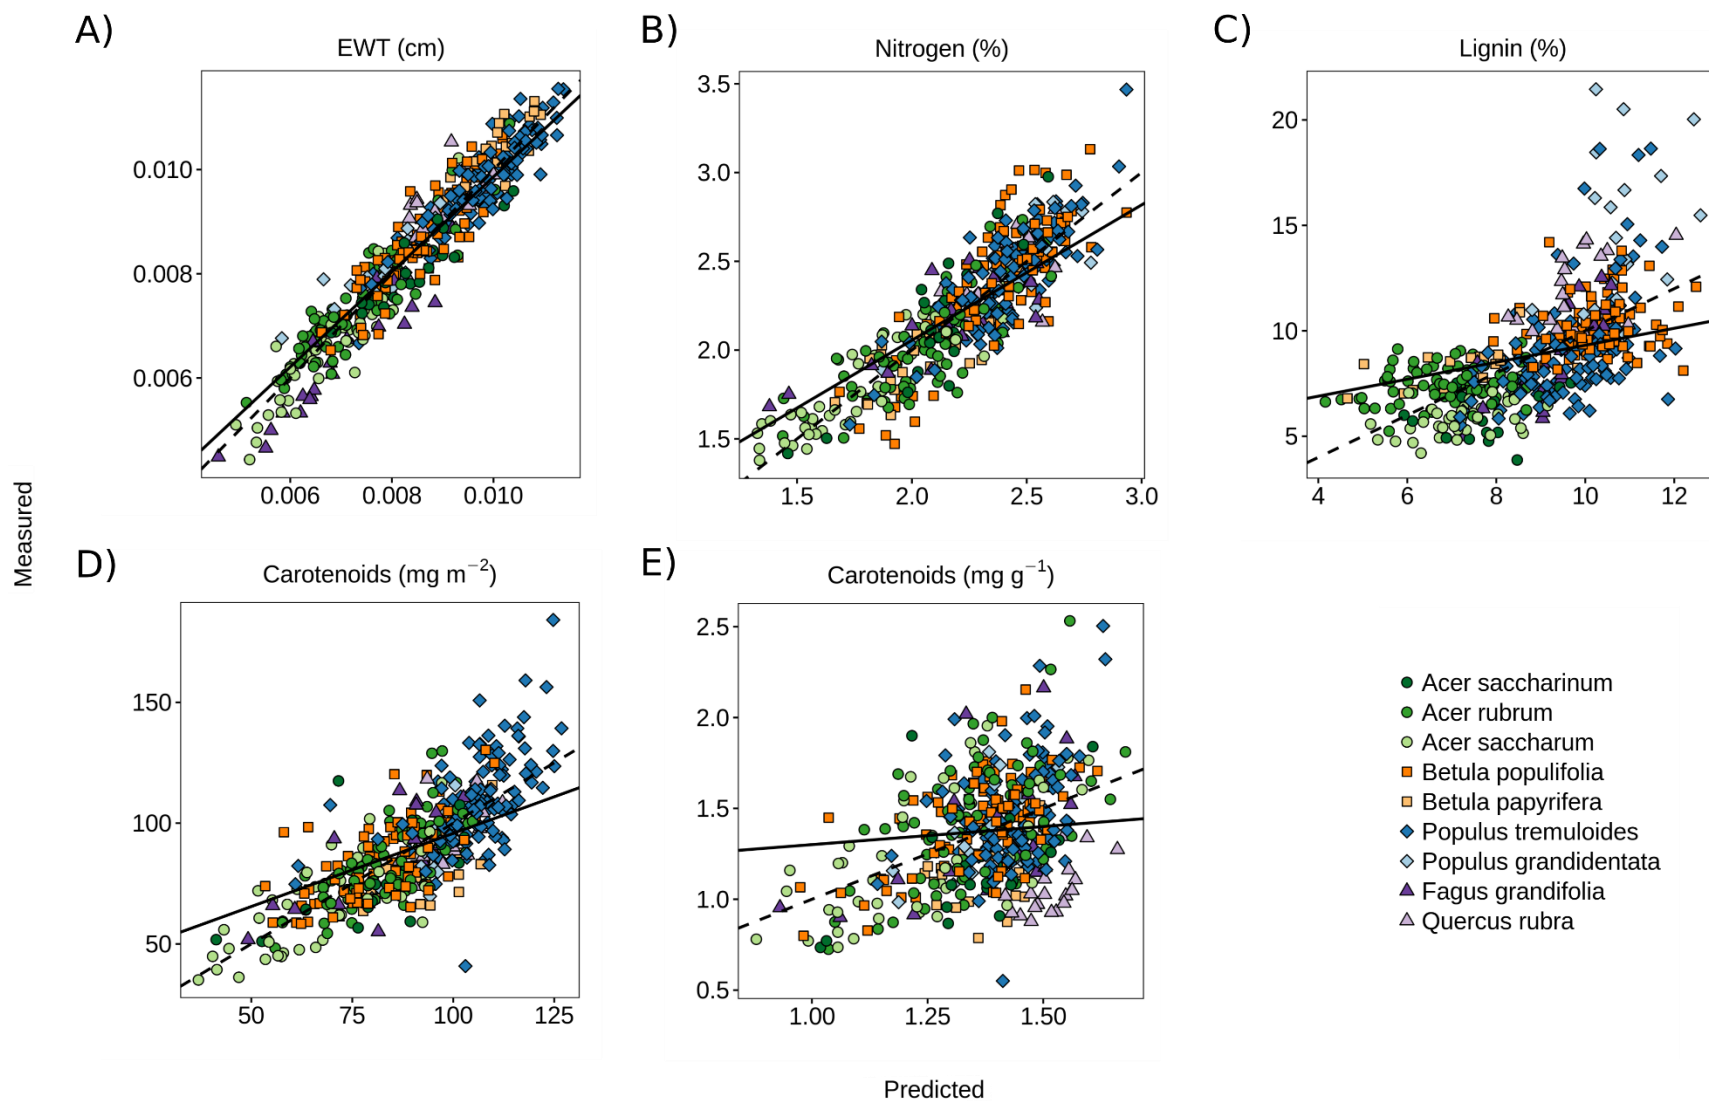 A)
EWT (cm)
0.010
0.008
0.006
0.006 0.008 0.010
B)
Nitrogen (%)
3.5
3.0
2.5
2.0
1.5
1.5 2.0 2.5 3.0
C)
Lignin (%)
20
15
10
5
4 6 8 10 12
Measured
D)
Carotenoids (mg m−2)
150
100
50
50 75 100 125
E)
Carotenoids (mg g−1)
2.5
2.0
1.5
1.0
0.5
1.00 1.25 1.50
Acer saccharinum
Acer rubrum
Acer saccharum
Betula populifolia
Betula papyrifera
Populus tremuloides
Populus grandidentata
Fagus grandifolia
Quercus rubra
Predicted